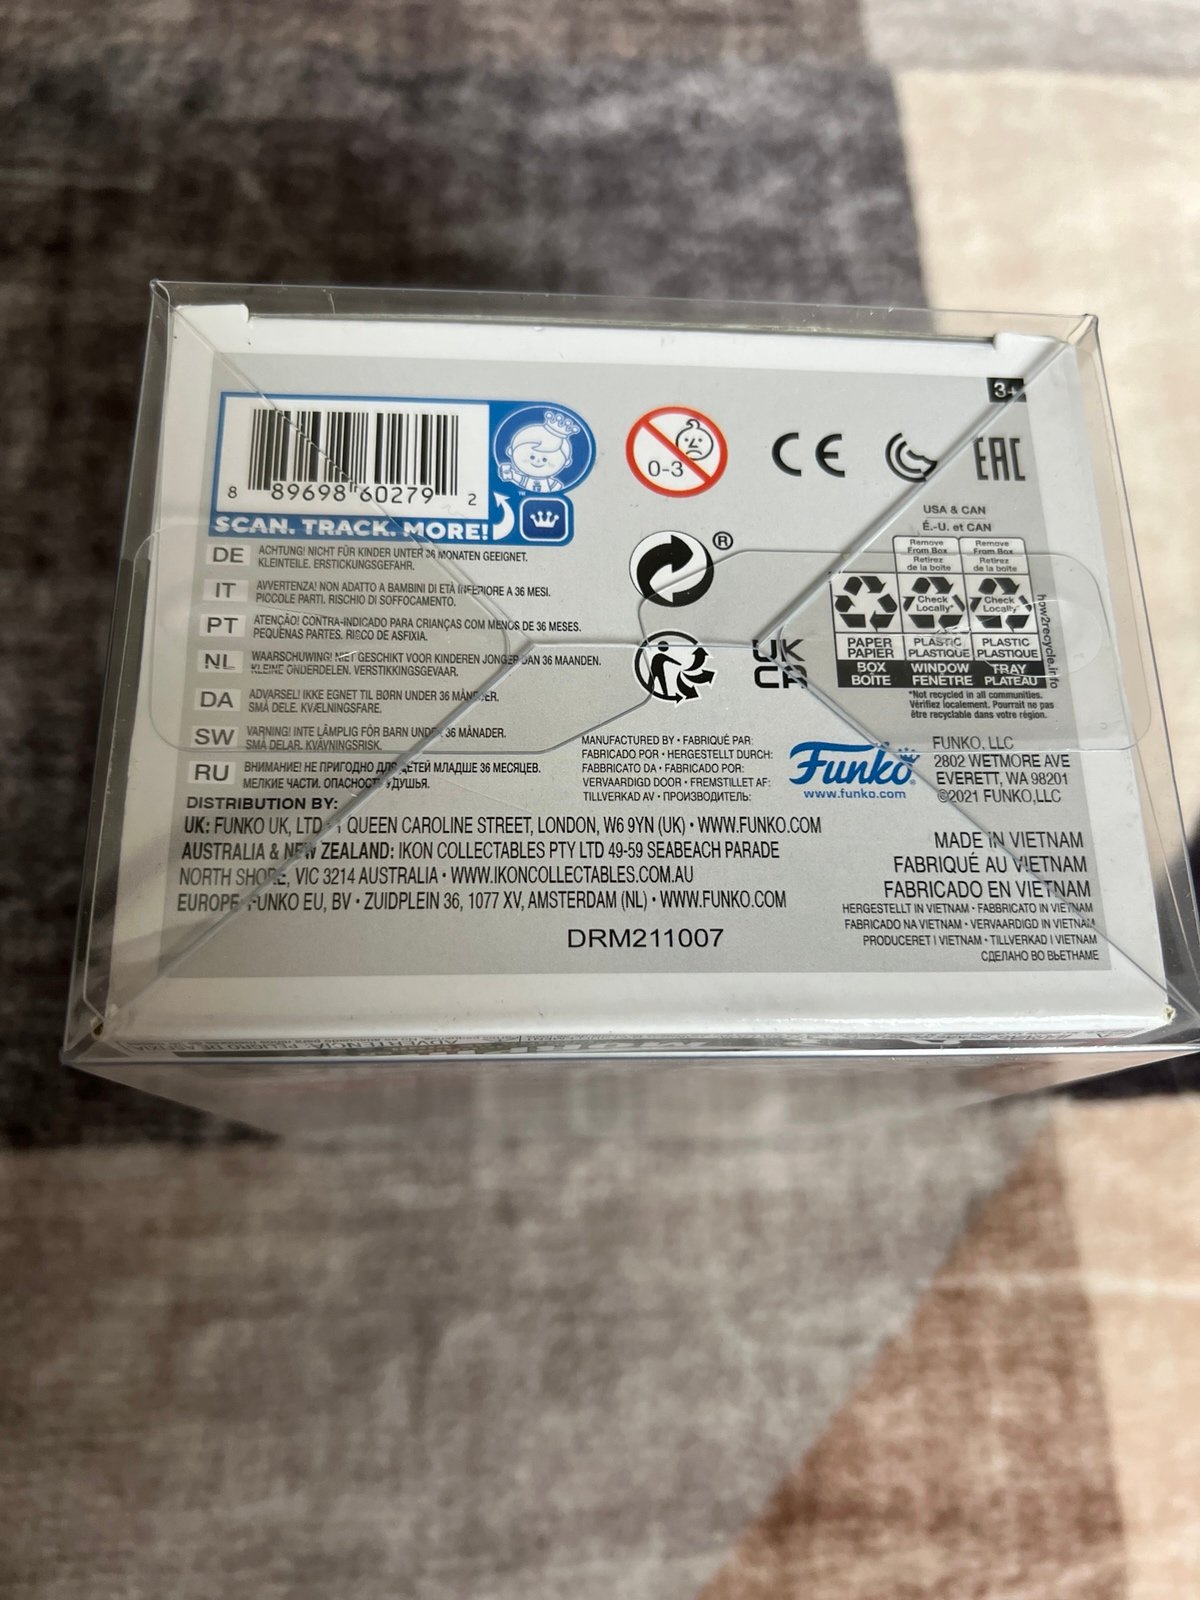 3+
8 89698 60279 2
SCAN. TRACK. MORE!
™
0-3
CE
EAC
USA & CAN
É.-U. et CAN
Remove From Box
Retirez de la boîte
Remove From Box
Retirez de la boîte
Check Locally*
Check Locally*
PAPER
PAPIER
PLASTIC
PLASTIQUE
PLASTIC
PLASTIQUE
BOX
BOÎTE
WINDOW
FENÊTRE
TRAY
PLATEAU
how2recycle.info
*Not recycled in all communities.
Vérifiez localement. Pourrait ne pas
être recyclable dans votre région.
®
UK
CA
DE ACHTUNG! NICHT FÜR KINDER UNTER 36 MONATEN GEEIGNET.
KLEINTEILE. ERSTICKUNGSGEFAHR.
IT AVVERTENZA! NON ADATTO A BAMBINI DI ETÀ INFERIORE A 36 MESI.
PICCOLE PARTI. RISCHIO DI SOFFOCAMENTO.
PT ATENÇÃO! CONTRA-INDICADO PARA CRIANÇAS COM MENOS DE 36 MESES.
PEQUENAS PARTES. RISCO DE ASFIXIA.
NL WAARSCHUWING! NIET GESCHIKT VOOR KINDEREN JONGER DAN 36 MAANDEN.
KLEINE ONDERDELEN. VERSTIKKINGSGEVAAR.
DA ADVARSEL! IKKE EGNET TIL BØRN UNDER 36 MÅNEDER.
SMÅ DELE. KVÆLNINGSFARE.
SW VARNING! INTE LÄMPLIG FÖR BARN UNDER 36 MÅNADER.
SMÅ DELAR. KVÄVNINGSRISK.
RU ВНИМАНИЕ! НЕ ПРИГОДНО ДЛЯ ДЕТЕЙ МЛАДШЕ 36 МЕСЯЦЕВ.
МЕЛКИЕ ЧАСТИ. ОПАСНОСТЬ УДУШЬЯ.
MANUFACTURED BY • FABRIQUÉ PAR:
FABRICADO POR • HERGESTELLT DURCH:
FABBRICATO DA • FABRICADO POR:
VERVAARDIGD DOOR • FREMSTILLET AF:
TILLVERKAD AV • ПРОИЗВОДИТЕЛЬ:
Funko®
www.funko.com
FUNKO, LLC
2802 WETMORE AVE
EVERETT, WA 98201
©2021 FUNKO,LLC
DISTRIBUTION BY:
UK: FUNKO UK, LTD • 1 QUEEN CAROLINE STREET, LONDON, W6 9YN (UK) • WWW.FUNKO.COM
AUSTRALIA & NEW ZEALAND: IKON COLLECTABLES PTY LTD 49-59 SEABEACH PARADE
NORTH SHORE, VIC 3214 AUSTRALIA • WWW.IKONCOLLECTABLES.COM.AU
EUROPE: FUNKO EU, BV • ZUIDPLEIN 36, 1077 XV, AMSTERDAM (NL) • WWW.FUNKO.COM
MADE IN VIETNAM
FABRIQUÉ AU VIETNAM
FABRICADO EN VIETNAM
HERGESTELLT IN VIETNAM • FABBRICATO IN VIETNAM
FABRICADO NA VIETNAM • VERVAARDIGD IN VIETNAM
PRODUCERET I VIETNAM • TILLVERKAD I VIETNAM
СДЕЛАНО ВО ВЬЕТНАМЕ
DRM211007